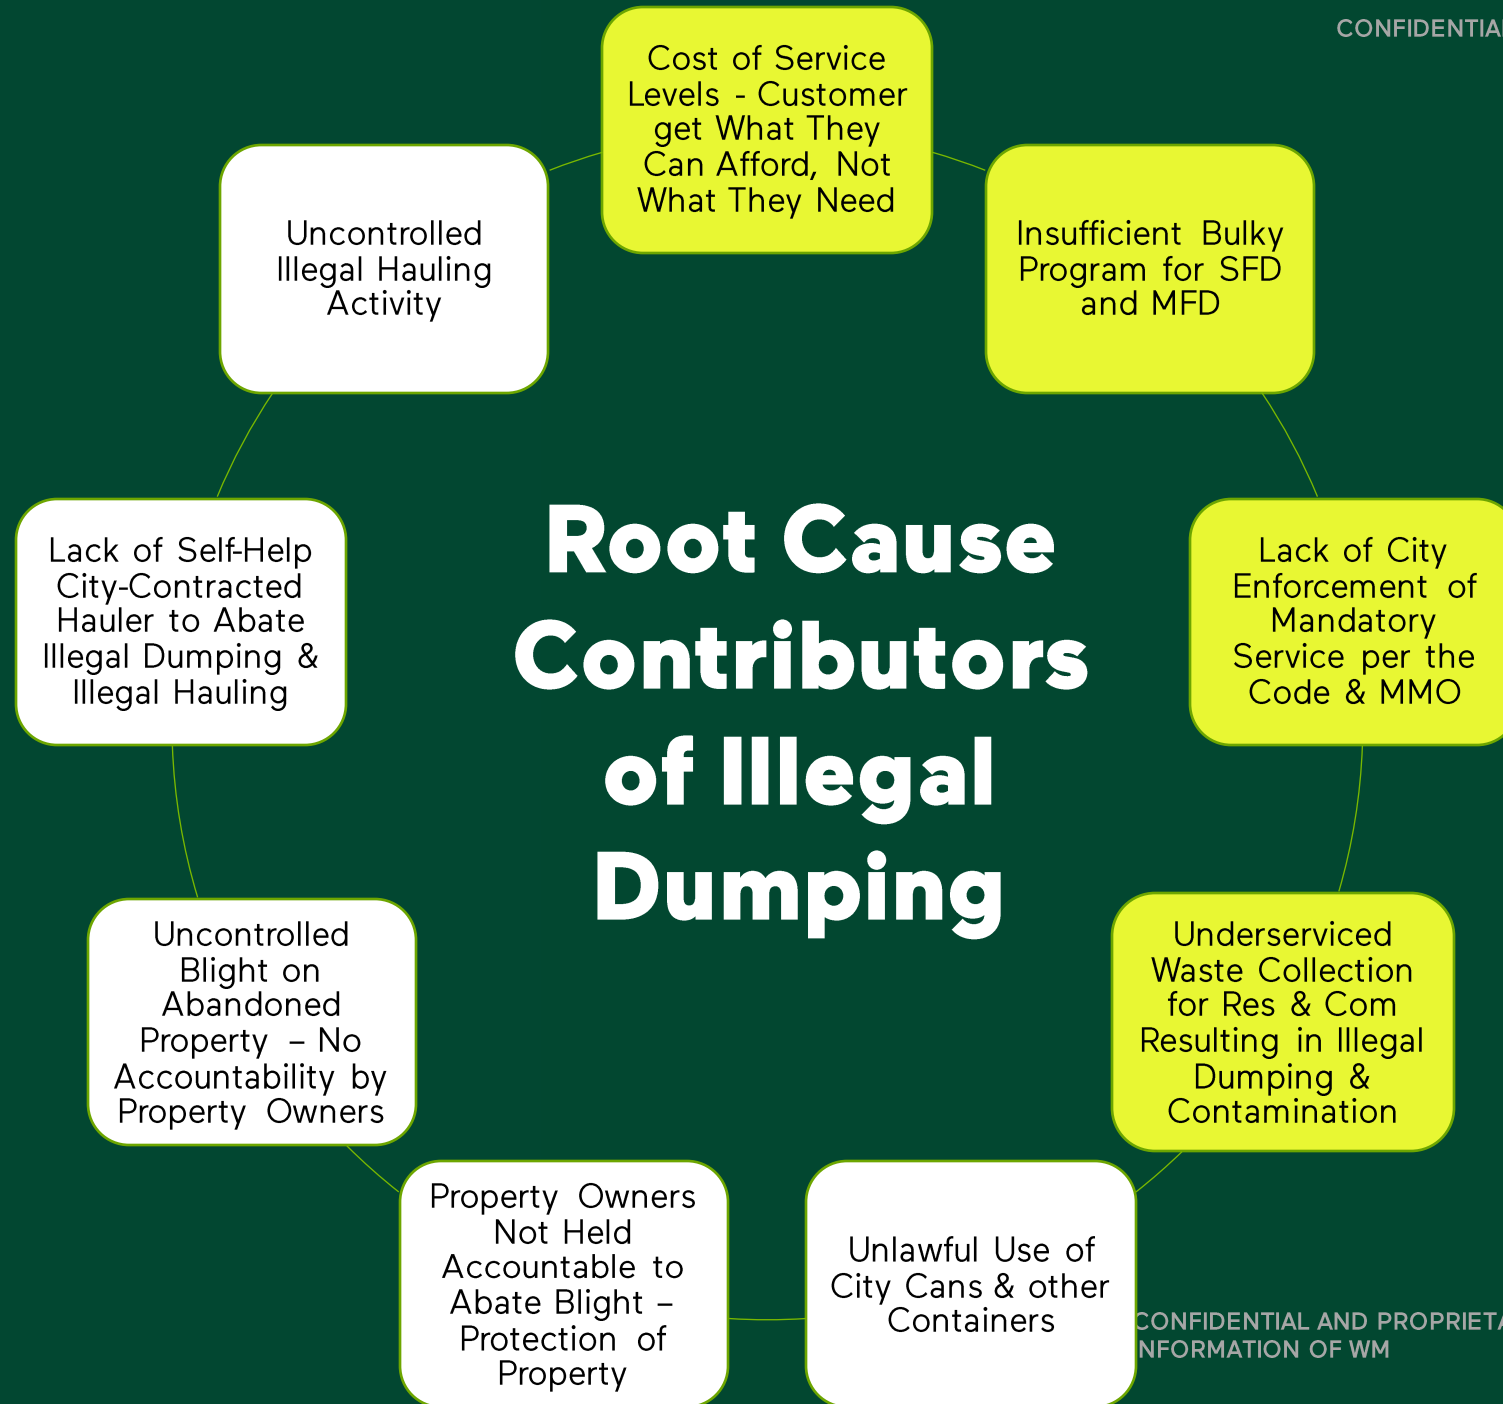 CONFIDENTIAL
Cost of Service
Levels - Customer
get What They
Can Afford, Not
What They Need
Insufficient Bulky
Program for SFD
and MFD
Lack of City
Enforcement of
Mandatory
Service per the
Code & MMO
Underserviced
Waste Collection
for Res & Com
Resulting in Illegal
Dumping &
Contamination
Unlawful Use of
City Cans & other
Containers
Property Owners
Not Held
Accountable to
Abate Blight –
Protection of
Property
Uncontrolled
Blight on
Abandoned
Property – No
Accountability by
Property Owners
Lack of Self-Help
City-Contracted
Hauler to Abate
Illegal Dumping &
Illegal Hauling
Uncontrolled
Illegal Hauling
Activity
Root Cause
Contributors
of Illegal
Dumping
CONFIDENTIAL AND PROPRIETA
NFORMATION OF WM